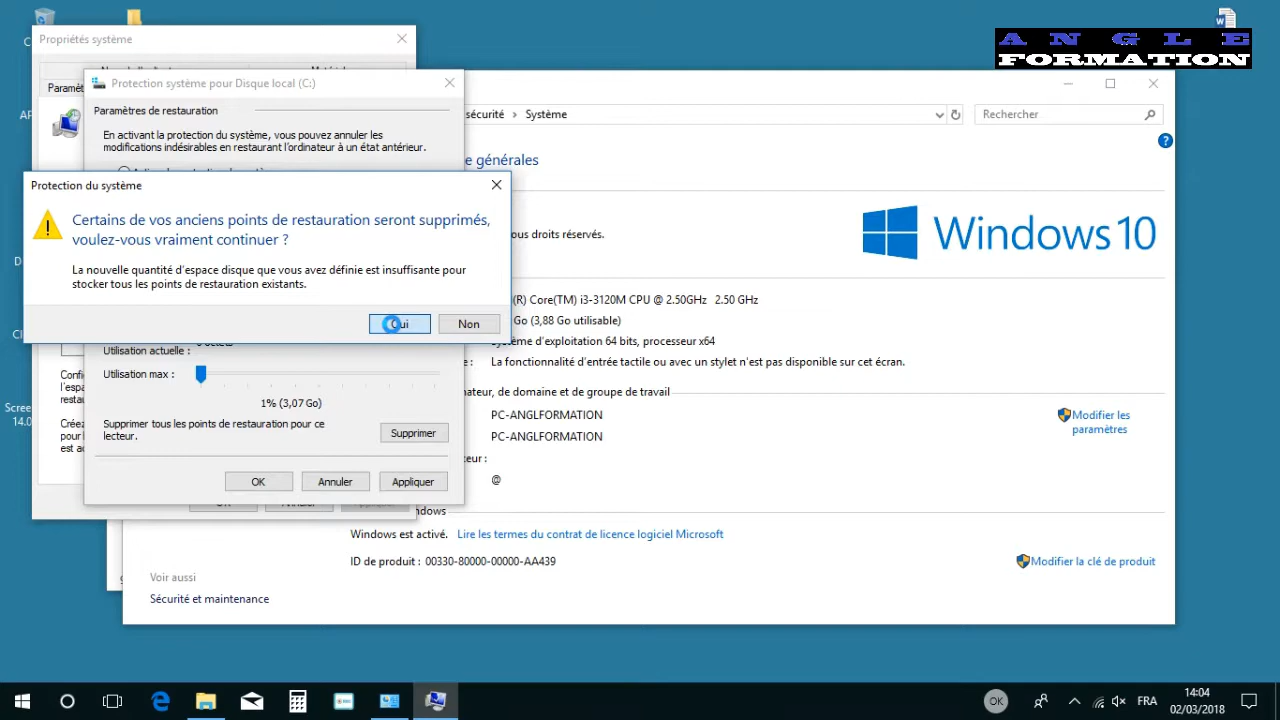 ANGLE
FORMATION
Propriétés système
Protection système pour Disque local (C:)
Paramètres de restauration
En activant la protection du système, vous pouvez annuler les
modifications indésirables en restaurant l'ordinateur à un état antérieur.
Protection du système
Certains de vos anciens points de restauration seront supprimés,
voulez-vous vraiment continuer ?
La nouvelle quantité d'espace disque que vous avez définie est insuffisante pour
stocker tous les points de restauration existants.
Oui
Non
Utilisation actuelle :
Utilisation max :
1% (3,07 Go)
Supprimer tous les points de restauration pour ce
lecteur.
Supprimer
OK
Annuler
Appliquer
sécurité > Système
Rechercher
générales
droits réservés.
Windows 10
(R) Core(TM) i3-3120M CPU @ 2.50GHz 2.50 GHz
Go (3,88 Go utilisable)
Système d'exploitation 64 bits, processeur x64
La fonctionnalité d'entrée tactile ou avec un stylet n'est pas disponible sur cet écran.
de domaine et de groupe de travail
PC-ANGLFORMATION
Modifier les
paramètres
PC-ANGLFORMATION
@
Windows est activé. Lire les termes du contrat de licence logiciel Microsoft
ID de produit : 00330-80000-00000-AA439
Modifier la clé de produit
Voir aussi
Sécurité et maintenance
OK
FRA
14:04
02/03/2018